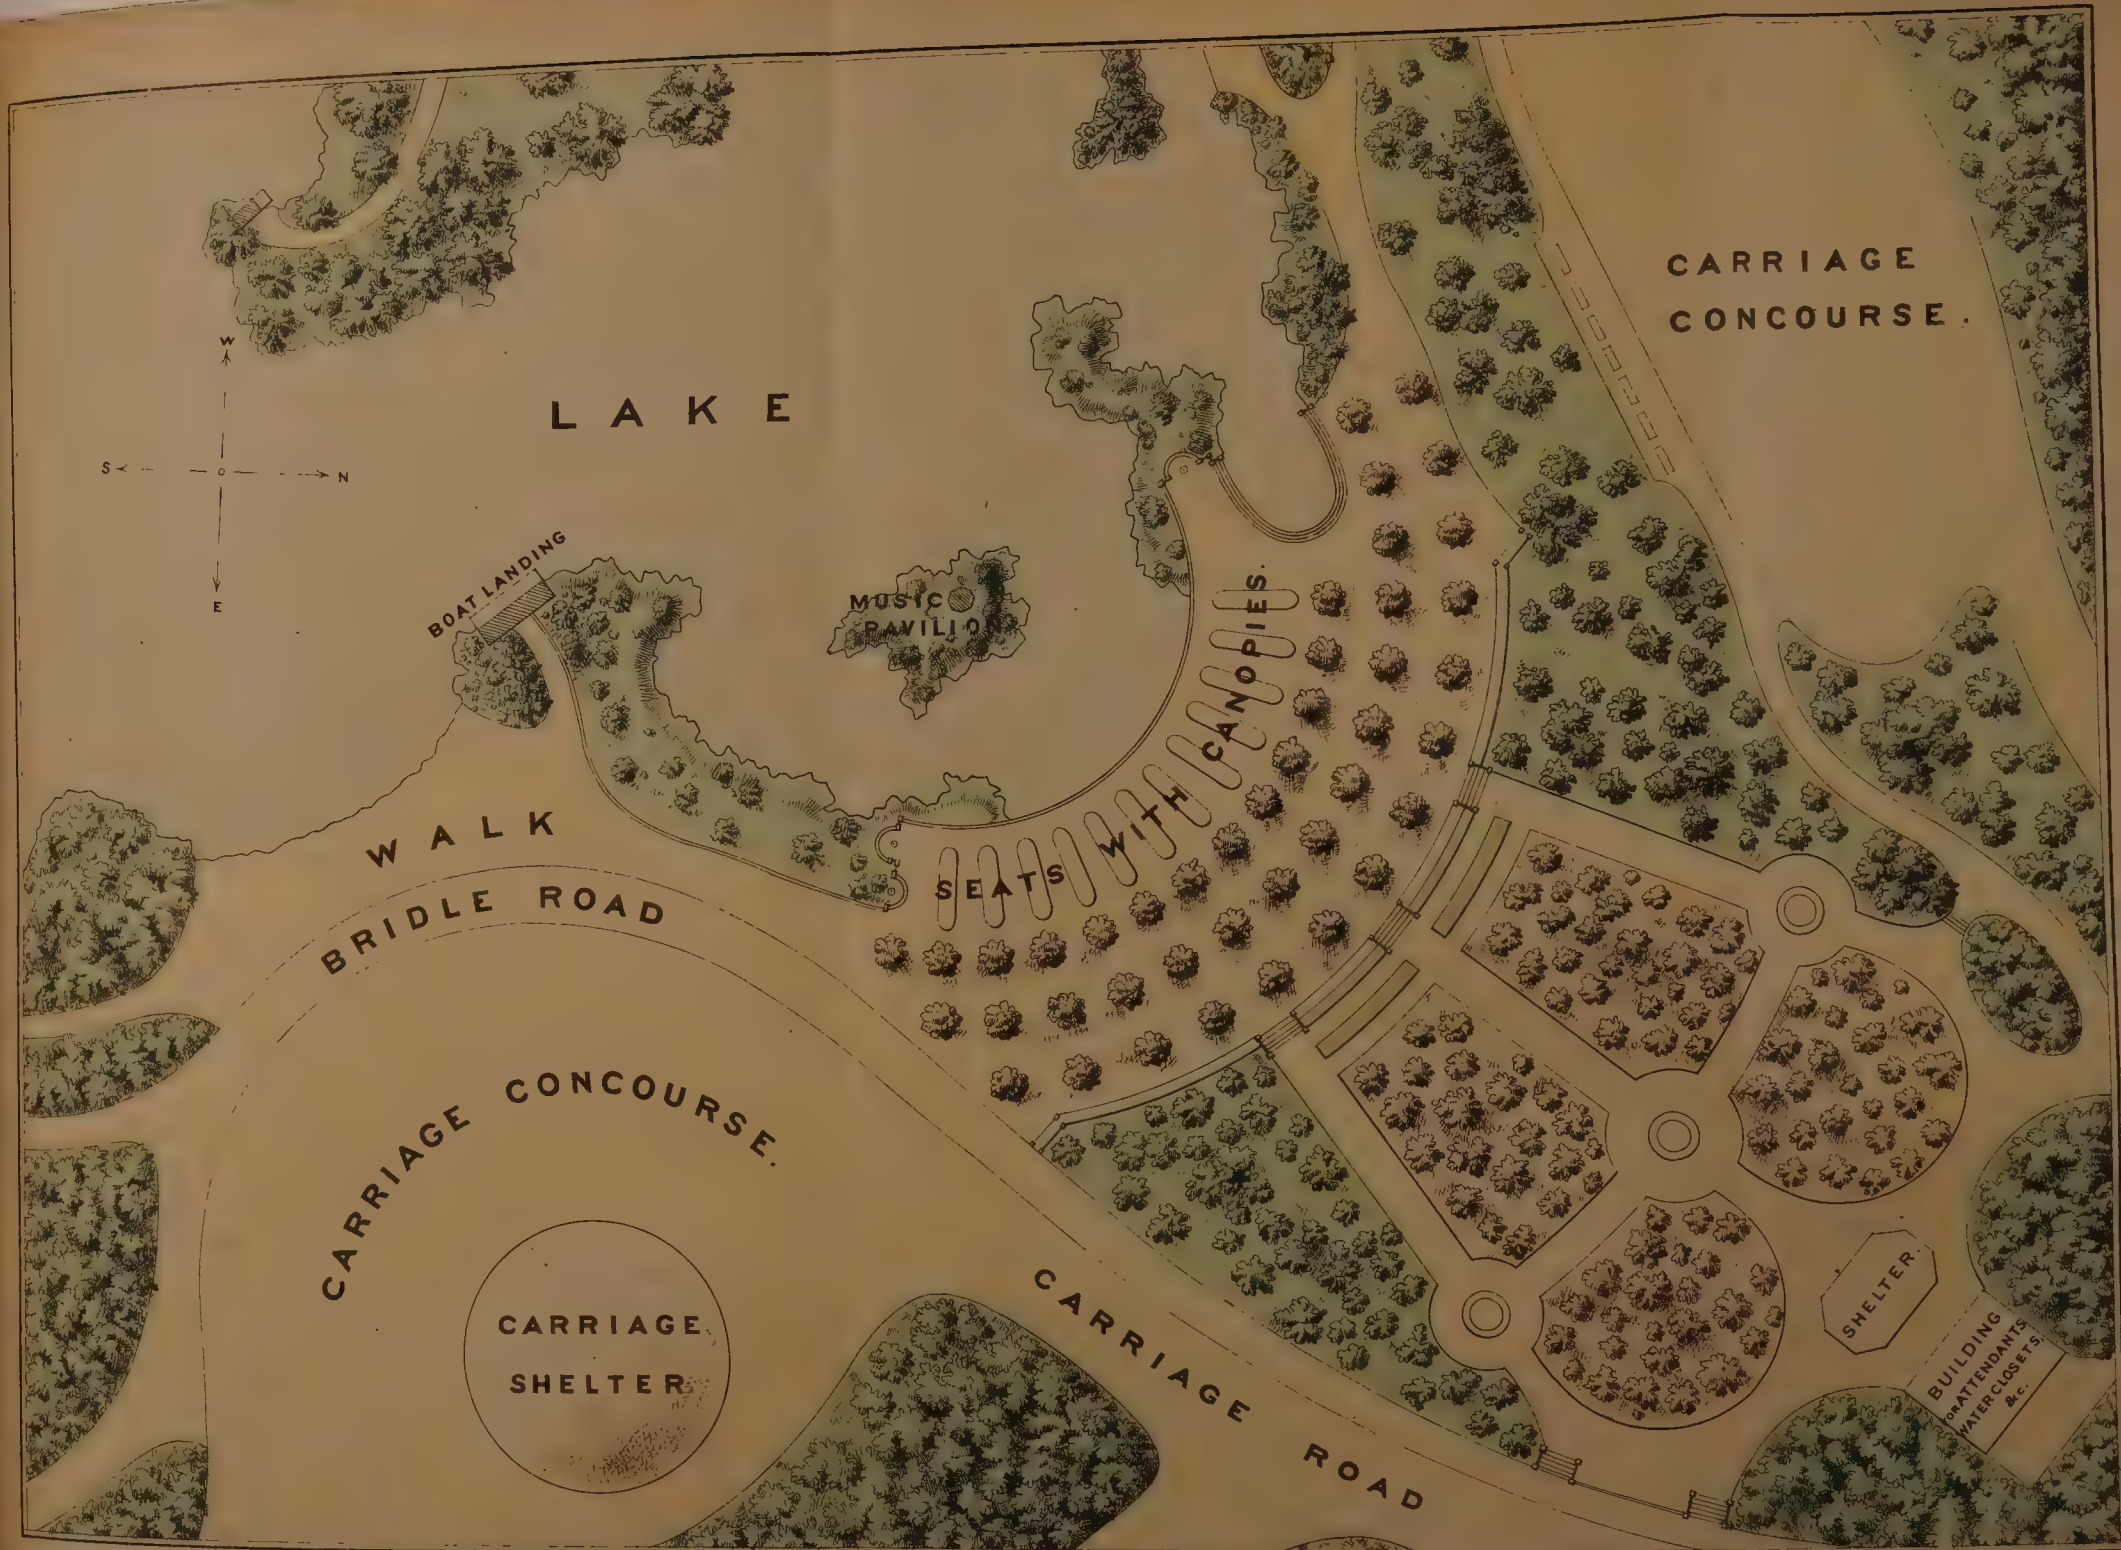 CARRIAGE
CONCOURSE.
LAKE
W
S
N
E
BOAT LANDING
MUSIC
PAVILION
SEATS WITH CANOPIES.
WALK
BRIDLE ROAD
CARRIAGE CONCOURSE.
CARRIAGE
SHELTER
CARRIAGE ROAD
SHELTER
BUILDING
FOR ATTENDANTS
WATER CLOSETS
&c.